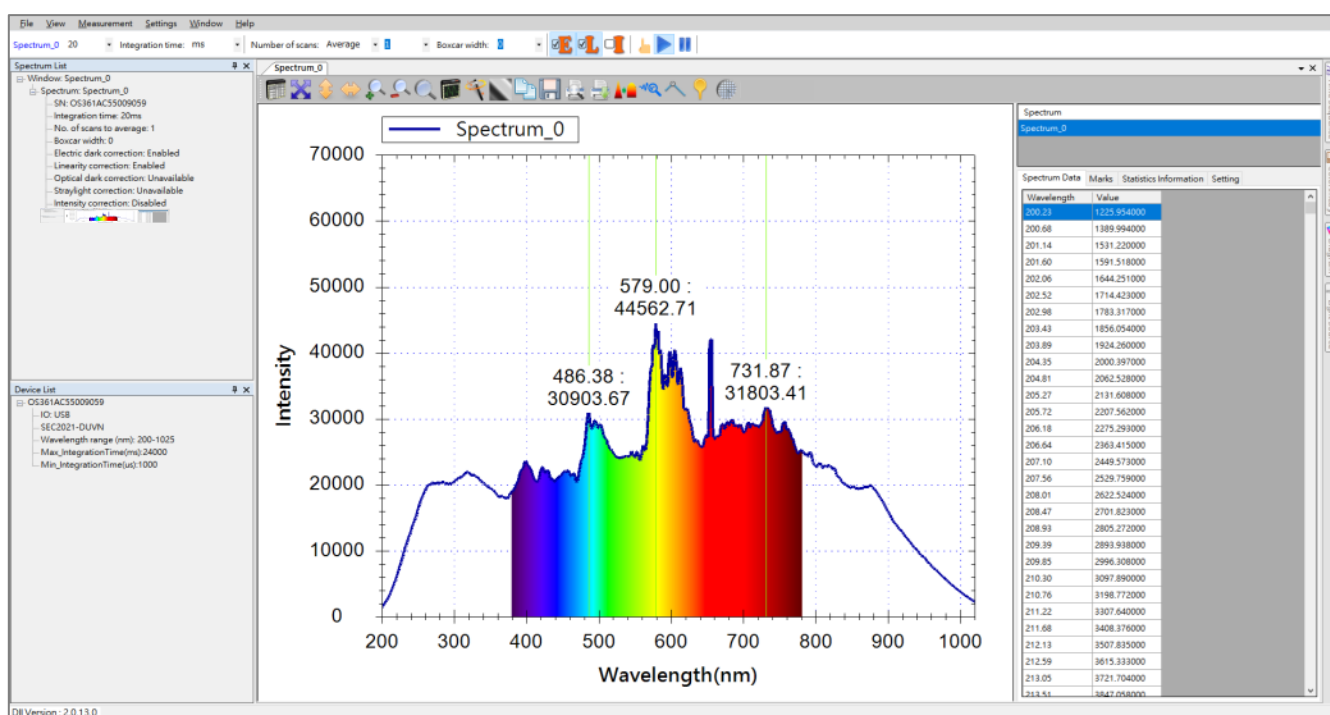 File View Measurement Settings Window Help
Spectrum_0 20 Integration time: ms Number of scans: Average 1 Boxcar width: 0 E L I
Spectrum List
Window: Spectrum_0
Spectrum: Spectrum_0
SN: OS361AC55009059
Integration time: 20ms
No. of scans to average: 1
Boxcar width: 0
Electric dark correction: Enabled
Linearity correction: Enabled
Optical dark correction: Unavailable
Straylight correction: Unavailable
Intensity correction: Disabled
Device List
OS361AC55009059
IO: USB
SEC2021-DUVN
Wavelength range (nm): 200-1025
Max_IntegrationTime(ms):24000
Min_IntegrationTime(us):1000
Spectrum_0
Spectrum_0
70000
60000
50000
40000
30000
20000
10000
0
Intensity
486.38 :
30903.67
579.00 :
44562.71
731.87 :
31803.41
200 300 400 500 600 700 800 900 1000
Wavelength(nm)
Spectrum
Spectrum_0
Spectrum Data Marks Statistics Information Setting
Wavelength Value
200.23 1225.954000
200.68 1389.994000
201.14 1531.220000
201.60 1591.518000
202.06 1644.251000
202.52 1714.423000
202.98 1783.317000
203.43 1856.054000
203.89 1924.260000
204.35 2000.397000
204.81 2062.528000
205.27 2131.608000
205.72 2207.562000
206.18 2275.293000
206.64 2363.415000
207.10 2449.573000
207.56 2529.759000
208.01 2622.524000
208.47 2701.823000
208.93 2805.272000
209.39 2893.938000
209.85 2996.308000
210.30 3097.890000
210.76 3198.772000
211.22 3307.640000
211.68 3408.376000
212.13 3507.835000
212.59 3615.333000
213.05 3721.704000
213.51 3847.058000
Dll Version : 2.0.13.0